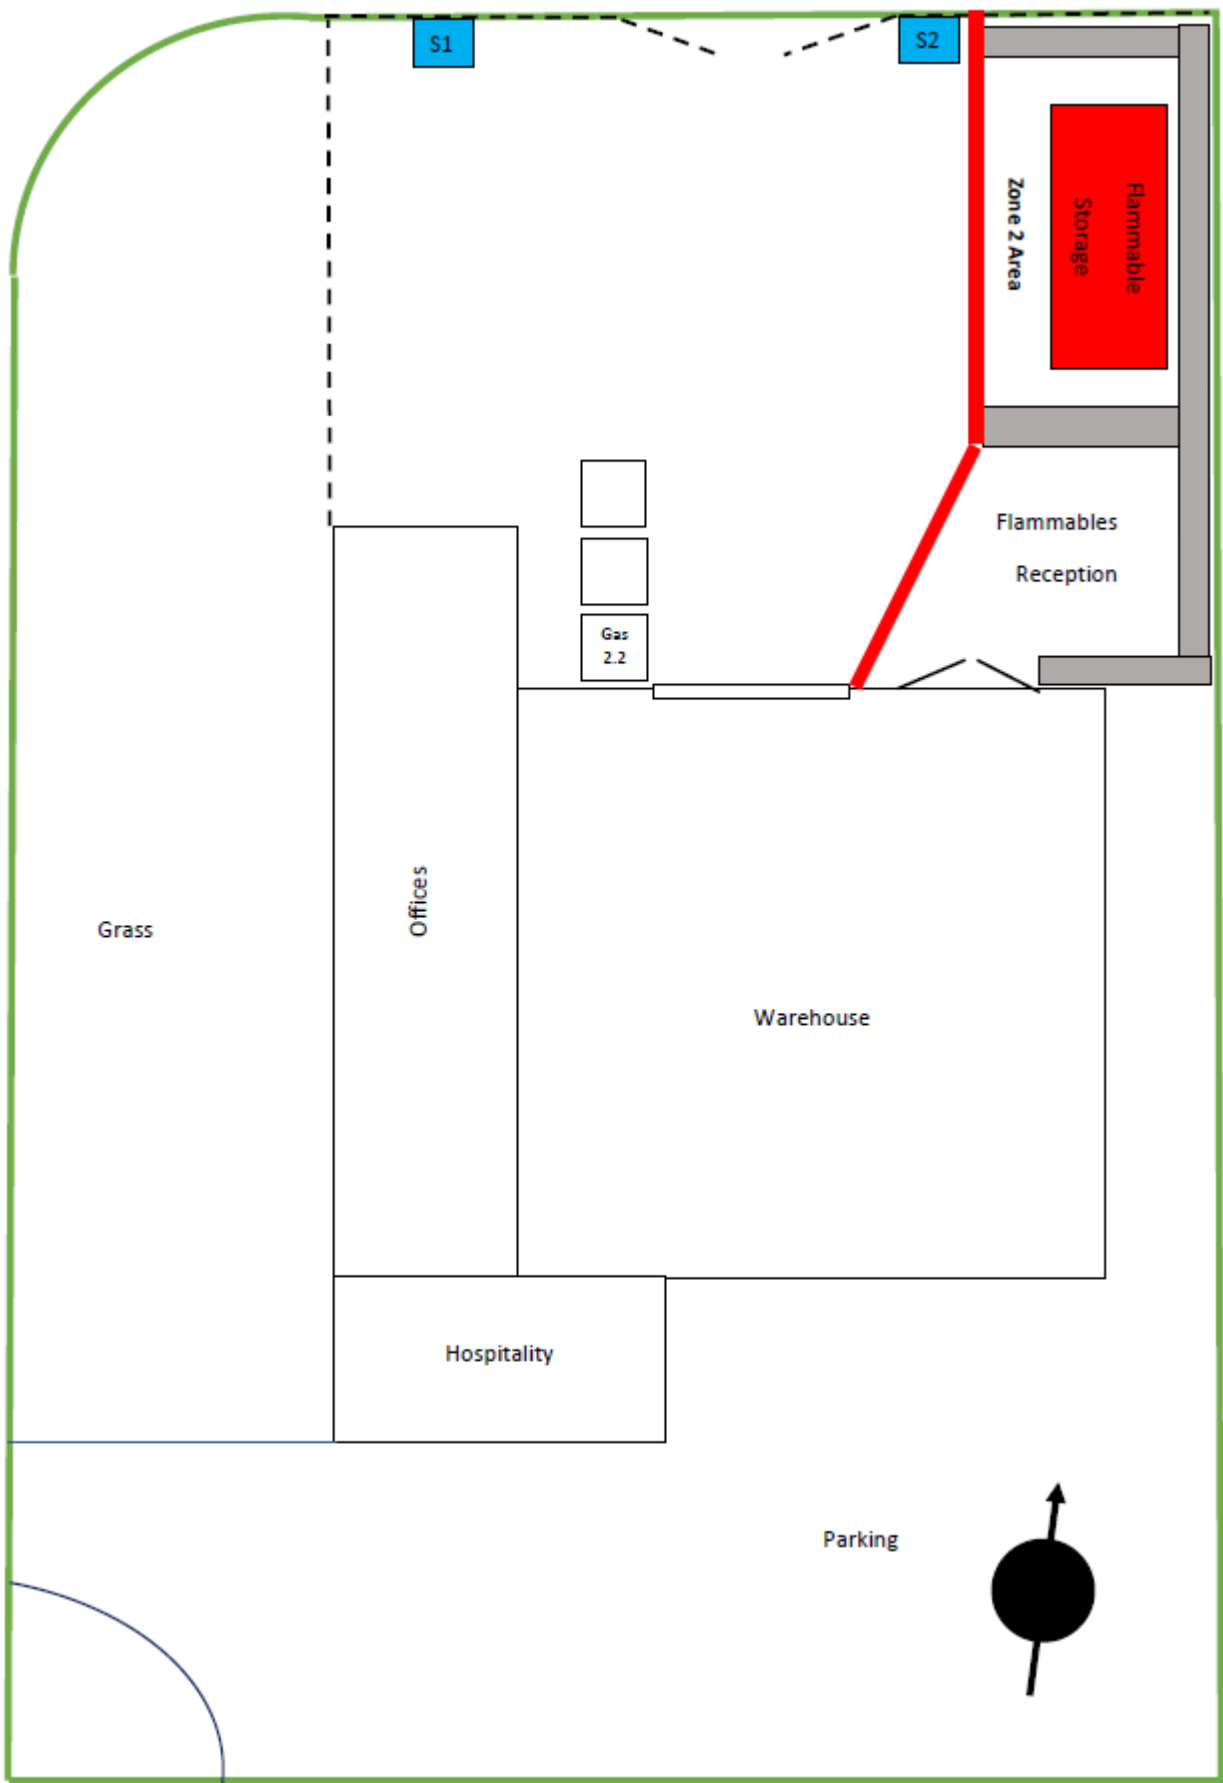 S1
S2
Zone 2 Area
Flammable
Storage
Flammables
Reception
Gas
2.2
Offices
Grass
Warehouse
Hospitality
Parking